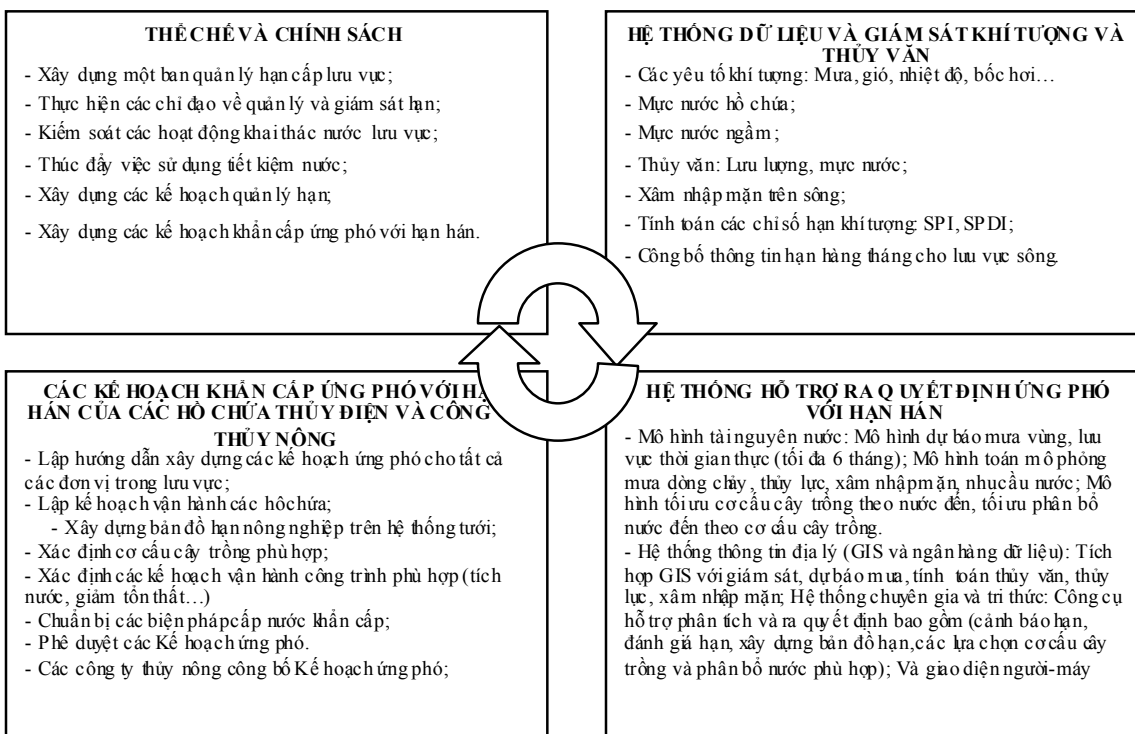 THỂ CHẾ VÀ CHÍNH SÁCH
- Xây dựng một ban quản lý hạn cấp lưu vực;
- Thực hiện các chỉ đạo về quản lý và giám sát hạn;
- Kiểm soát các hoạt động khai thác nước lưu vực;
- Thúc đẩy việc sử dụng tiết kiệm nước;
- Xây dựng các kế hoạch quản lý hạn;
- Xây dựng các kế hoạch khẩn cấp ứng phó với hạn hán.
HỆ THỐNG DỮ LIỆU VÀ GIÁM SÁT KHÍ TƯỢNG VÀ
THỦY VĂN
- Các yêu tố khí tượng: Mưa, gió, nhiệt độ, bốc hơi…
- Mực nước hồ chứa;
- Mực nước ngầm;
- Thủy văn: Lưu lượng, mực nước;
- Xâm nhập mặn trên sông;
- Tính toán các chỉ số hạn khí tượng: SPI, SPDI;
- Công bố thông tin hạn hàng tháng cho lưu vực sông.
CÁC KẾ HOẠCH KHẨN CẤP ỨNG PHÓ VỚI HẠ
HÁN CỦA CÁC HỒ CHỨA THỦY ĐIỆN VÀ CÔNG
THỦY NÔNG
- Lập hướng dẫn xây dựng các kế hoạch ứng phó cho tất cả
các đơn vị trong lưu vực;
- Lập kế hoạch vận hành các hồ chứa;
- Xây dựng bản đồ hạn nông nghiệp trên hệ thống tưới;
- Xác định cơ cấu cây trồng phù hợp;
- Xác định các kế hoạch vận hành công trình phù hợp (tích
nước, giảm tổn thất…)
- Chuẩn bị các biện pháp cấp nước khẩn cấp;
- Phê duyệt các Kế hoạch ứng phó.
- Các công ty thủy nông công bố Kế hoạch ứng phó;
HỆ THỐNG HỖ TRỢ RA QUYẾT ĐỊNH ỨNG PHÓ
VỚI HẠN HÁN
- Mô hình tài nguyên nước: Mô hình dự báo mưa vùng, lưu
vực thời gian thực (tối đa 6 tháng); Mô hình toán mô phỏng
mưa dòng chảy, thủy lực, xâm nhập mặn, nhu cầu nước; Mô
hình tối ưu cơ cấu cây trồng theo nước đến, tối ưu phân bổ
nước đến theo cơ cấu cây trồng.
- Hệ thống thông tin địa lý (GIS và ngân hàng dữ liệu): Tích
hợp GIS với giám sát, dự báo mưa, tính toán thủy văn, thủy
lực, xâm nhập mặn; Hệ thống chuyên gia và tri thức: Công cụ
hỗ trợ phân tích và ra quyết định bao gồm (cảnh báo hạn,
đánh giá hạn, xây dựng bản đồ hạn, các lựa chọn cơ cấu cây
trồng và phân bổ nước phù hợp); Và giao diện người-máy